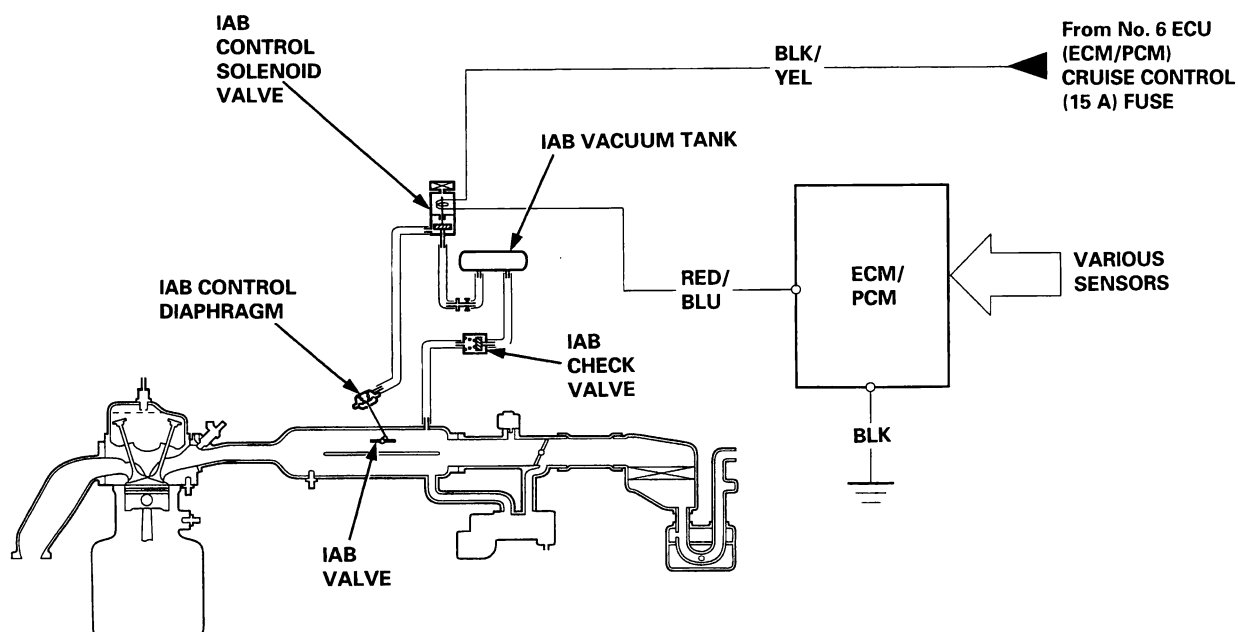 IAB
CONTROL
SOLENOID
VALVE
BLK/
YEL
From No. 6 ECU
(ECM/PCM)
CRUISE CONTROL
(15 A) FUSE
IAB VACUUM TANK
IAB CONTROL
DIAPHRAGM
RED/
BLU
ECM/
PCM
VARIOUS
SENSORS
IAB
CHECK
VALVE
BLK
IAB
VALVE